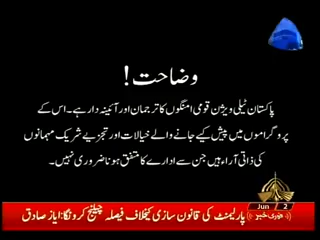 وضاحت !
پاکستان ٹیلی ویژن قومی امنگوں کا ترجمان اور آئینہ دار ہے۔ اس کے
پروگراموں میں پیش کیے جانے والے خیالات اور تجزیے شریک مہمانوں
کی ذاتی آراء ہیں جن سے ادارے کا متفق ہونا ضروری نہیں۔
Jun 2
پارلیمنٹ کی قانون سازی کیخلاف فیصلہ چیلنج کرونگا: ایاز صادق